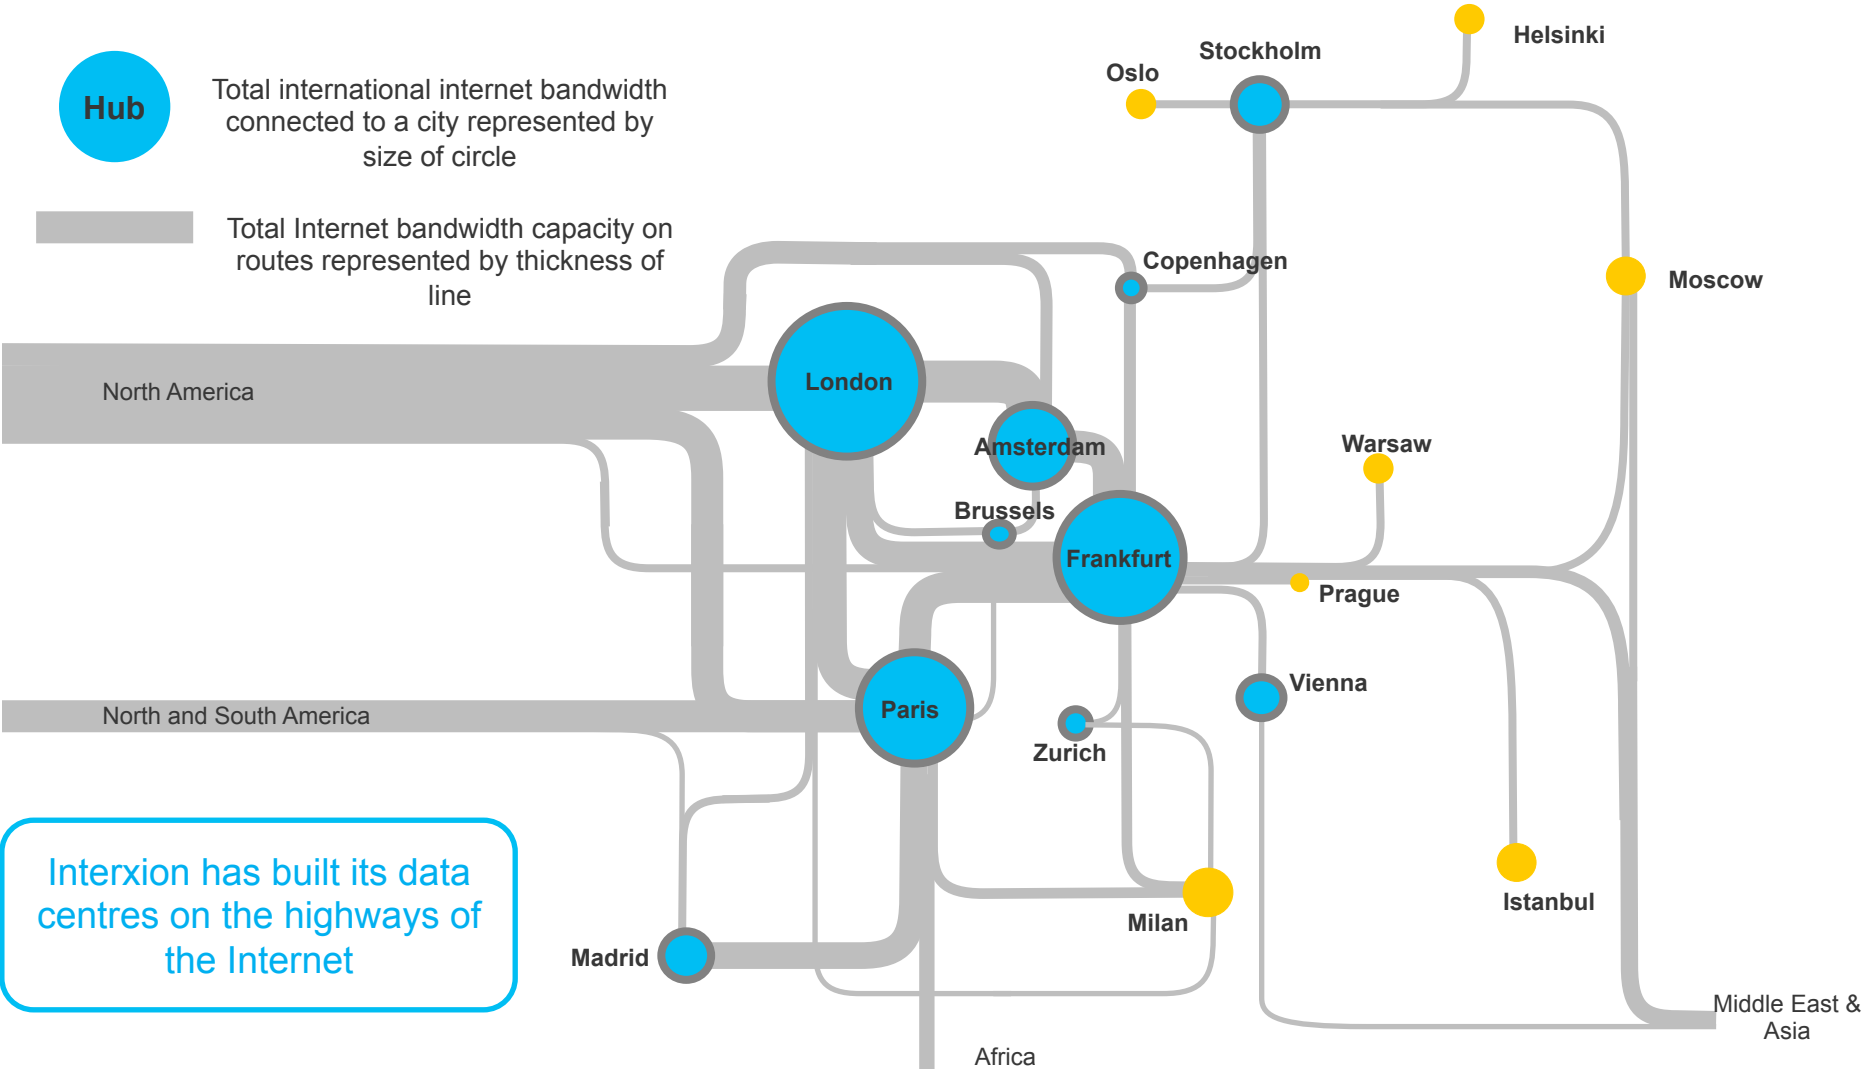 Hub
Total international internet bandwidth
connected to a city represented by
size of circle
Total Internet bandwidth capacity on
routes represented by thickness of
line
Helsinki
Stockholm
Oslo
Copenhagen
Moscow
London
North America
Amsterdam
Warsaw
Brussels
Frankfurt
Prague
Vienna
North and South America
Paris
Zurich
Interxion has built its data
centres on the highways of
the Internet
Milan
Istanbul
Madrid
Middle East &
Asia
Africa